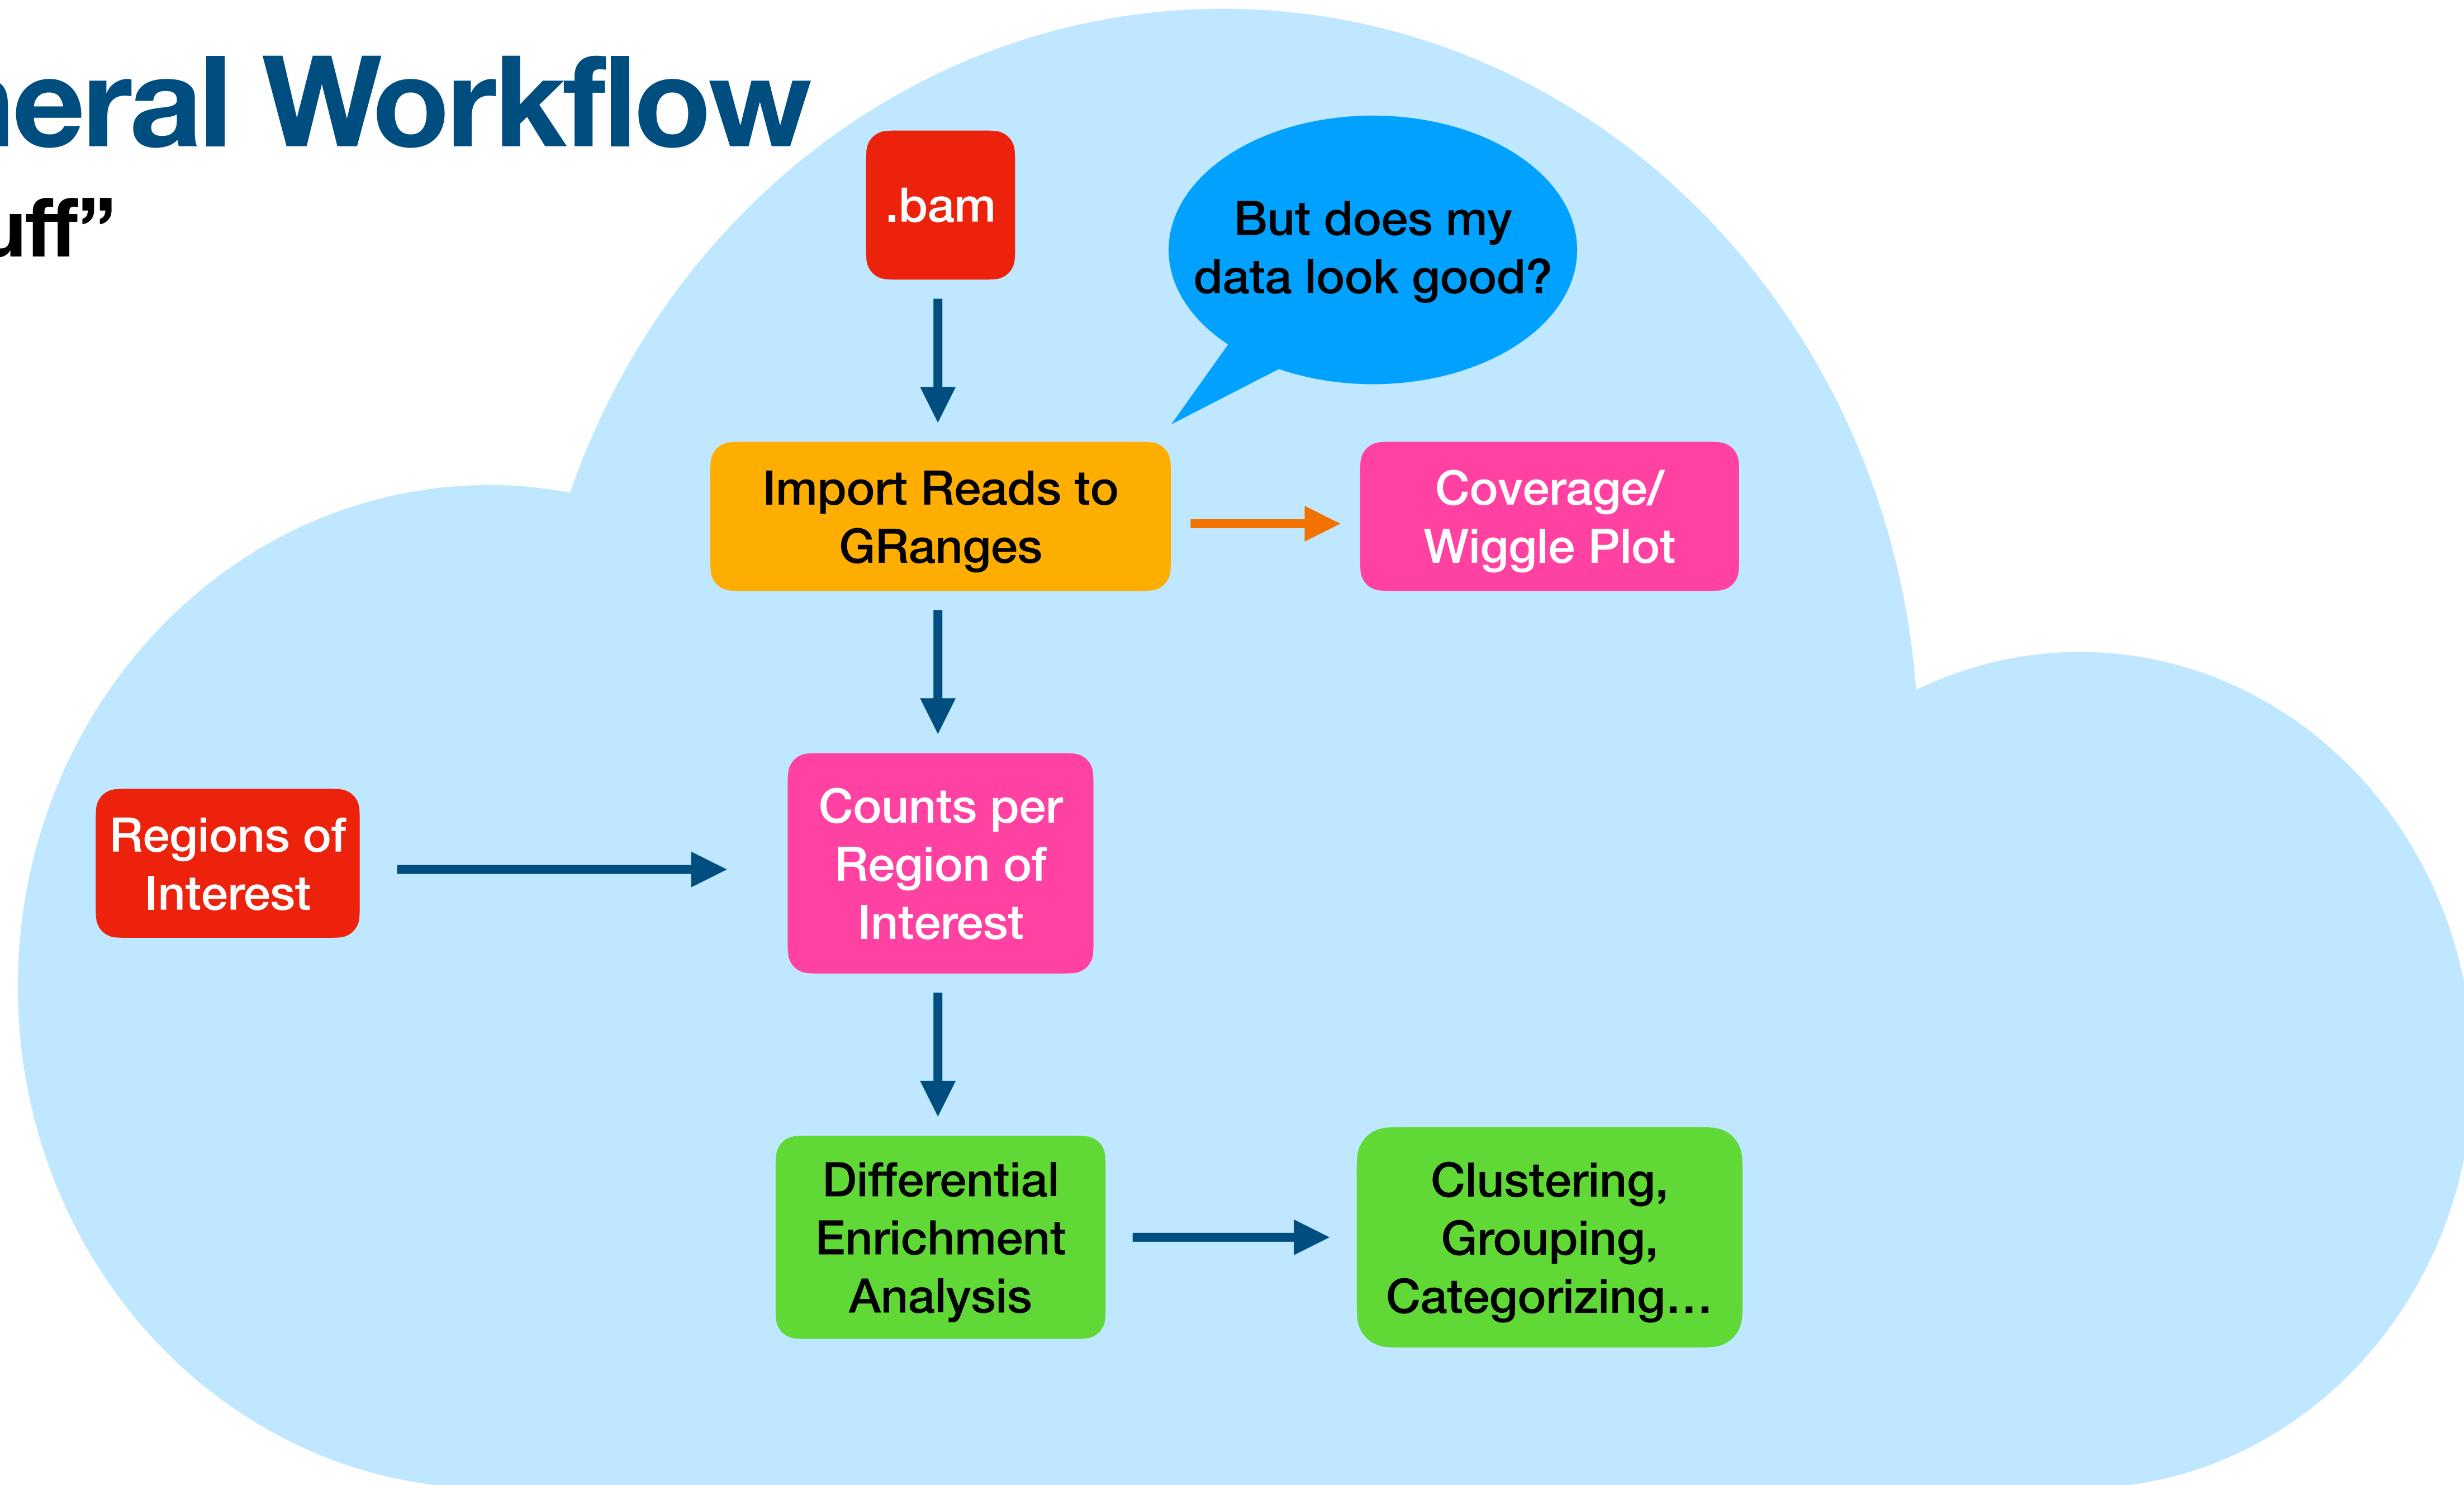 neral Workflow
uff”
.bam
But does my
data look good?
Import Reads to
GRanges
Coverage/
Wiggle Plot
Regions of
Interest
Counts per
Region of
Interest
Differential
Enrichment
Analysis
Clustering,
Grouping,
Categorizing…